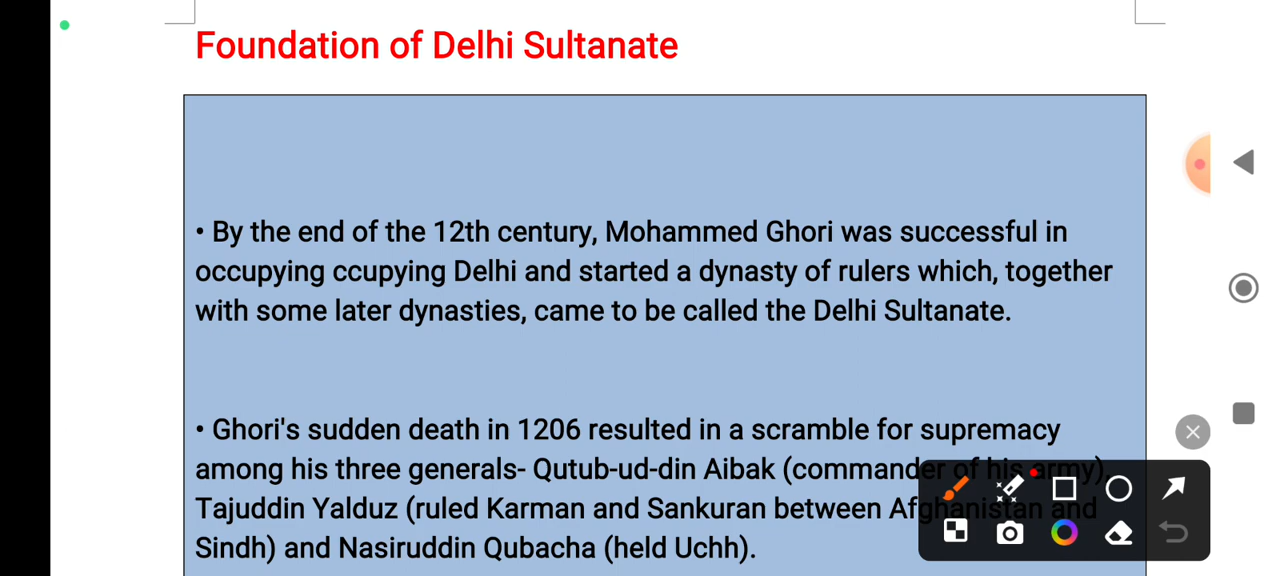 Foundation of Delhi Sultanate
• By the end of the 12th century, Mohammed Ghori was successful in
occupying ccupying Delhi and started a dynasty of rulers which, together
with some later dynasties, came to be called the Delhi Sultanate.
• Ghori's sudden death in 1206 resulted in a scramble for supremacy
among his three generals- Qutub-ud-din Aibak (commander of his army),
Tajuddin Yalduz (ruled Karman and Sankuran between Afghanistan and
Sindh) and Nasiruddin Qubacha (held Uchh).